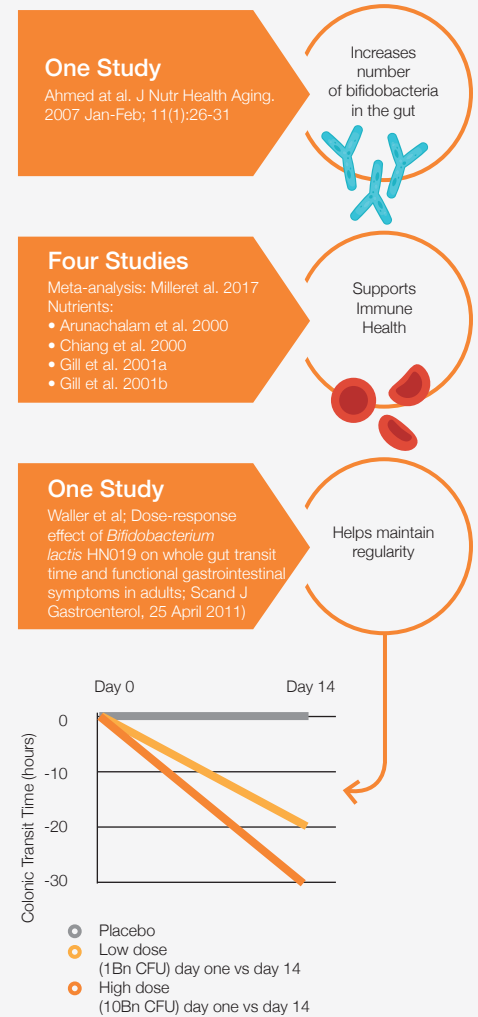 One Study
Ahmed at al. J Nutr Health Aging.
2007 Jan-Feb; 11(1):26-31
Increases
number
of bifidobacteria
in the gut
Four Studies
Meta-analysis: Milleret al. 2017
Nutrients:
• Arunachalam et al. 2000
• Chiang et al. 2000
• Gill et al. 2001a
• Gill et al. 2001b
Supports
Immune
Health
One Study
Waller et al; Dose-response
effect of Bifidobacterium
lactis HN019 on whole gut transit
time and functional gastrointestinal
symptoms in adults; Scand J
Gastroenterol, 25 April 2011)
Helps maintain
regularity
Day 0
Day 14
Colonic Transit Time (hours)
0
-10
-20
-30
Placebo
Low dose
(1Bn CFU) day one vs day 14
High dose
(10Bn CFU) day one vs day 14